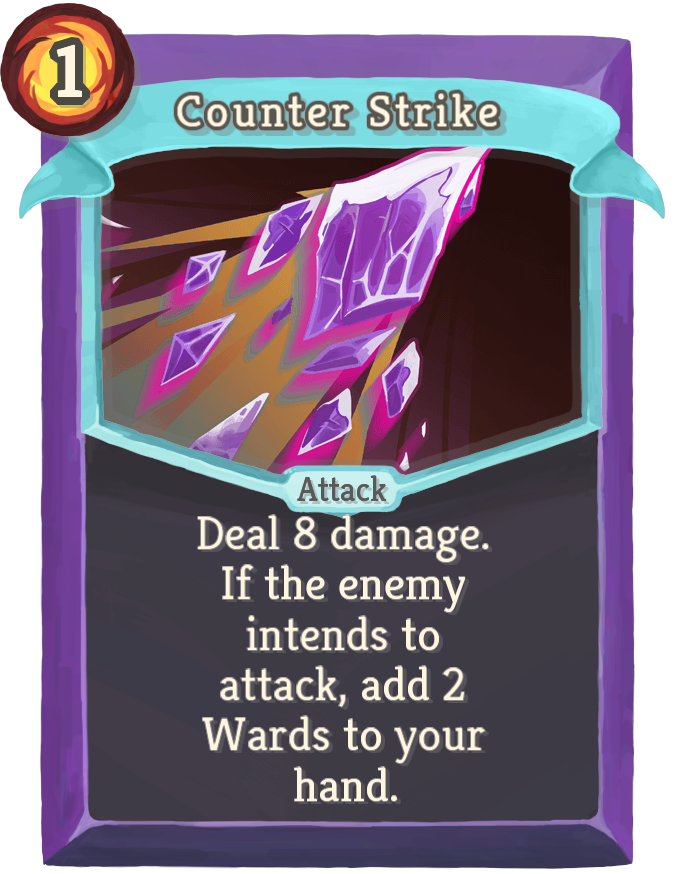 1
Counter Strike
Attack
Deal 8 damage.
If the enemy
intends to
attack, add 2
Wards to your
hand.